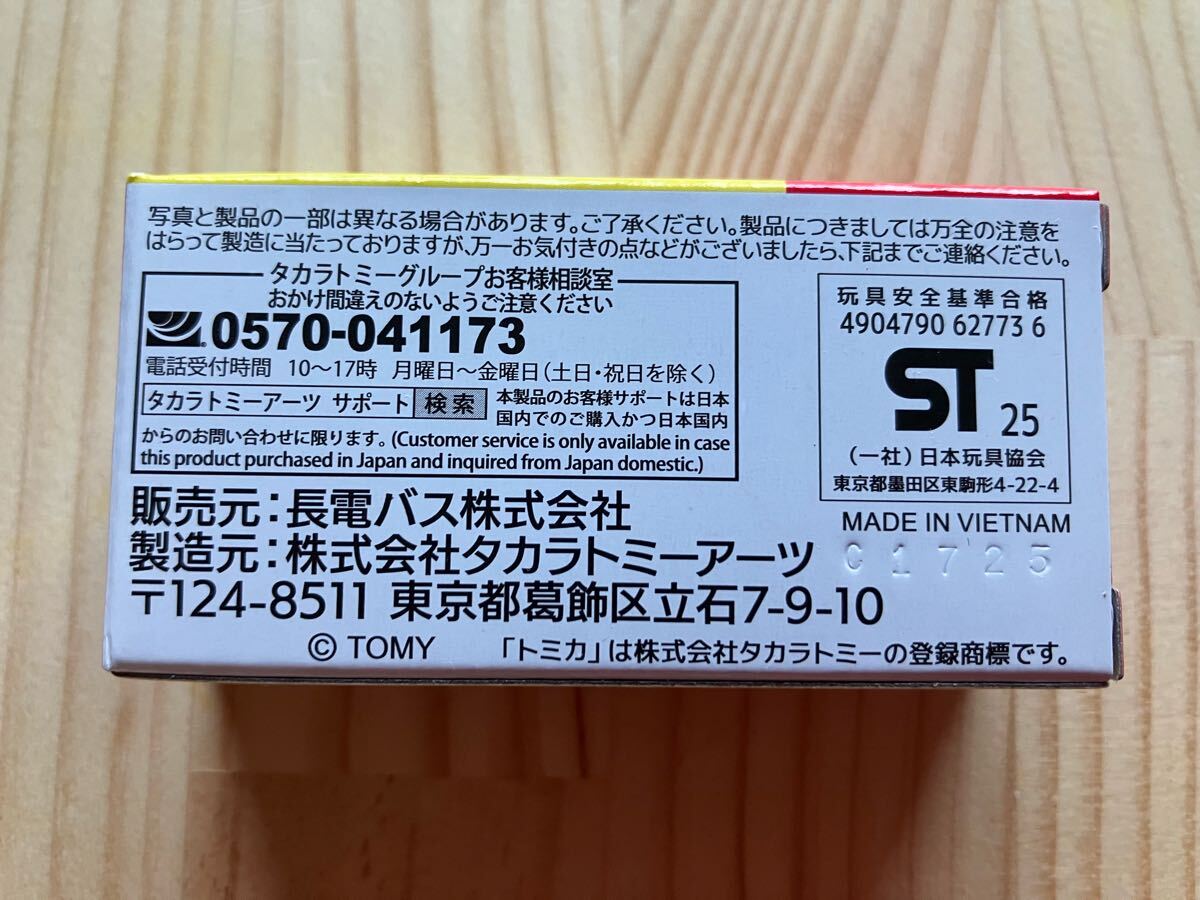 写真と製品の一部は異なる場合があります。ご了承ください。製品につきましては万全の注意を
はらって製造に当たっておりますが、万一お気付きの点などがございましたら、下記までご連絡ください。
タカラトミーグループお客様相談室
おかけ間違えのないようご注意ください
0570-041173
電話受付時間 10〜17時 月曜日〜金曜日(土日・祝日を除く)
タカラトミーアーツ サポート 検索
本製品のお客様サポートは日本
国内でのご購入かつ日本国内
からのお問い合わせに限ります。(Customer service is only available in case
this product purchased in Japan and inquired from Japan domestic.)
玩具安全基準合格
4904790 62773 6
ST 25
(一社)日本玩具協会
東京都墨田区東駒形4-22-4
MADE IN VIETNAM
C1725
販売元:長電バス株式会社
製造元:株式会社タカラトミーアーツ
〒124-8511 東京都葛飾区立石7-9-10
© TOMY 「トミカ」は株式会社タカラトミーの登録商標です。